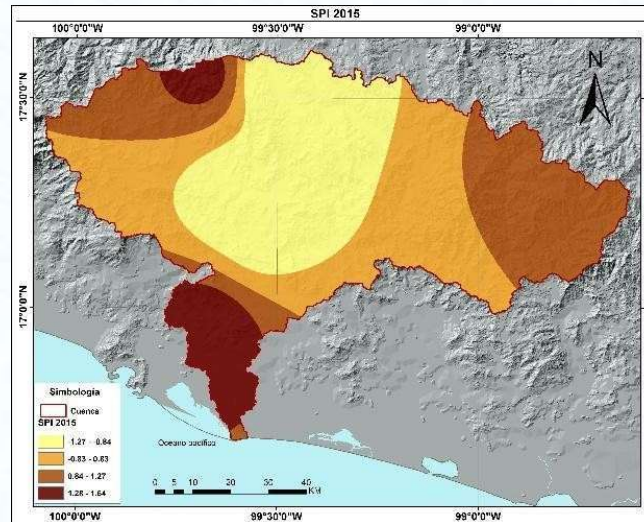 SPI 2015
100°0'0"W 99°30'0"W 99°0'0"W
N
17°30'0"N
17°0'0"N
Simbología
Cuenca
SPI 2015
-1.27 - -0.84
-0.83 - 0.83
0.84 - 1.27
1.28 - 1.64
Oceano pacifico
0 5 10 20 30 40
KM
100°0'0"W 99°30'0"W 99°0'0"W